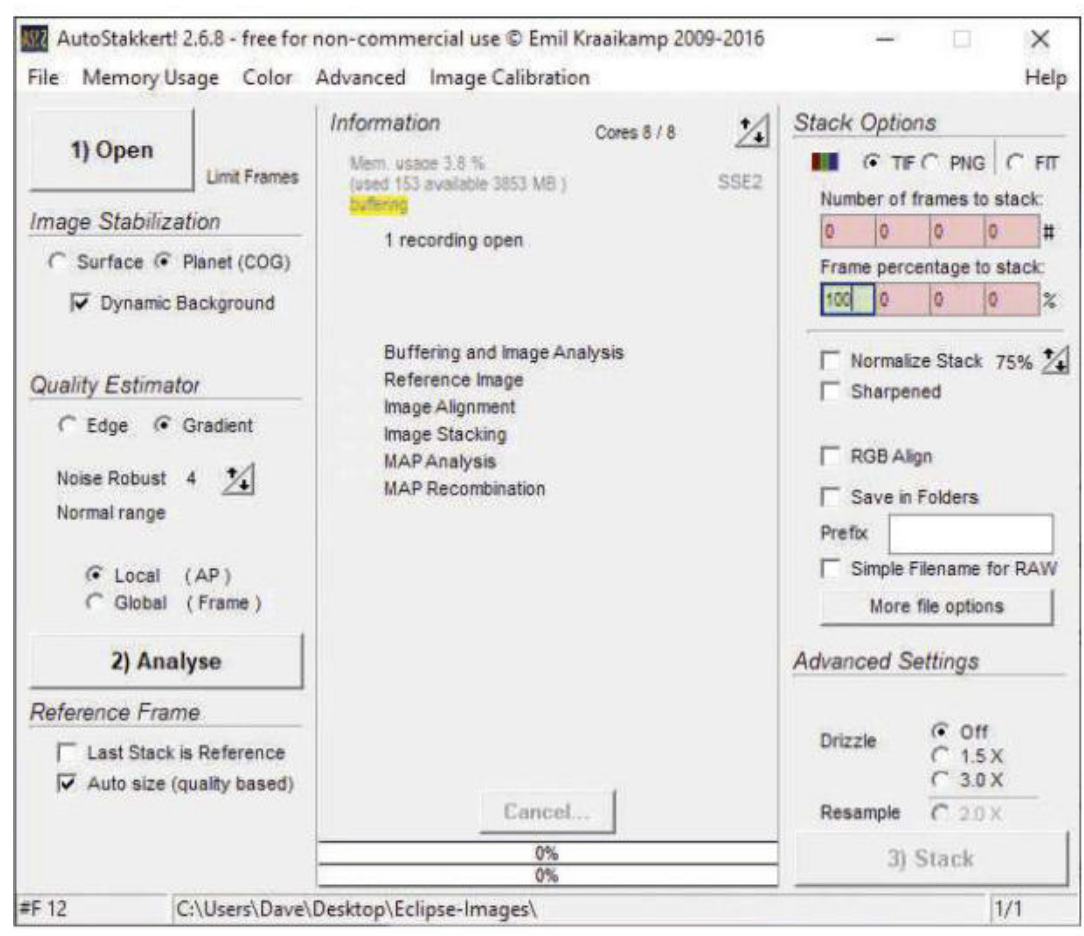 AS!2 AutoStakkert! 2.6.8 - free for non-commercial use © Emil Kraaikamp 2009-2016
File Memory Usage Color Advanced Image Calibration Help
1) Open
Limit Frames
Image Stabilization
Surface Planet (COG)
Dynamic Background
Quality Estimator
Edge Gradient
Noise Robust 4
Normal range
Local (AP)
Global (Frame)
2) Analyse
Reference Frame
Last Stack is Reference
Auto size (quality based)
Information Cores 8 / 8
Mem. usage 3.8 %
(used 153 available 3853 MB ) SSE2
buffering
1 recording open
Buffering and Image Analysis
Reference Image
Image Alignment
Image Stacking
MAP Analysis
MAP Recombination
Cancel...
0%
0%
Stack Options
TIF PNG FIT
Number of frames to stack:
0 0 0 0 #
Frame percentage to stack:
100 0 0 0 %
Normalize Stack 75%
Sharpened
RGB Align
Save in Folders
Prefix
Simple Filename for RAW
More file options
Advanced Settings
Drizzle
Off
1.5 X
3.0 X
Resample 2.0 X
3) Stack
#F 12 C:\Users\Dave\Desktop\Eclipse-Images\ 1/1